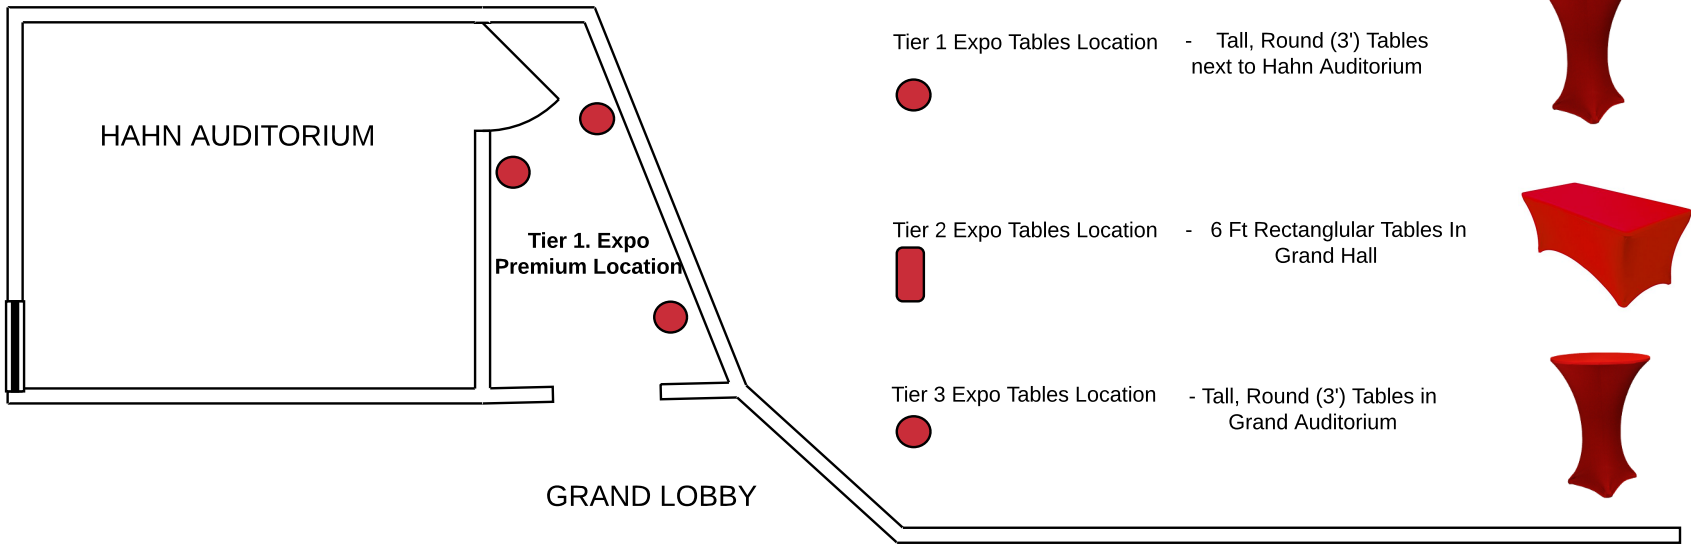 HAHN AUDITORIUM
Tier 1. Expo
Premium Location
GRAND LOBBY
Tier 1 Expo Tables Location - Tall, Round (3') Tables
next to Hahn Auditorium
Tier 2 Expo Tables Location - 6 Ft Rectanglular Tables In
Grand Hall
Tier 3 Expo Tables Location - Tall, Round (3') Tables in
Grand Auditorium